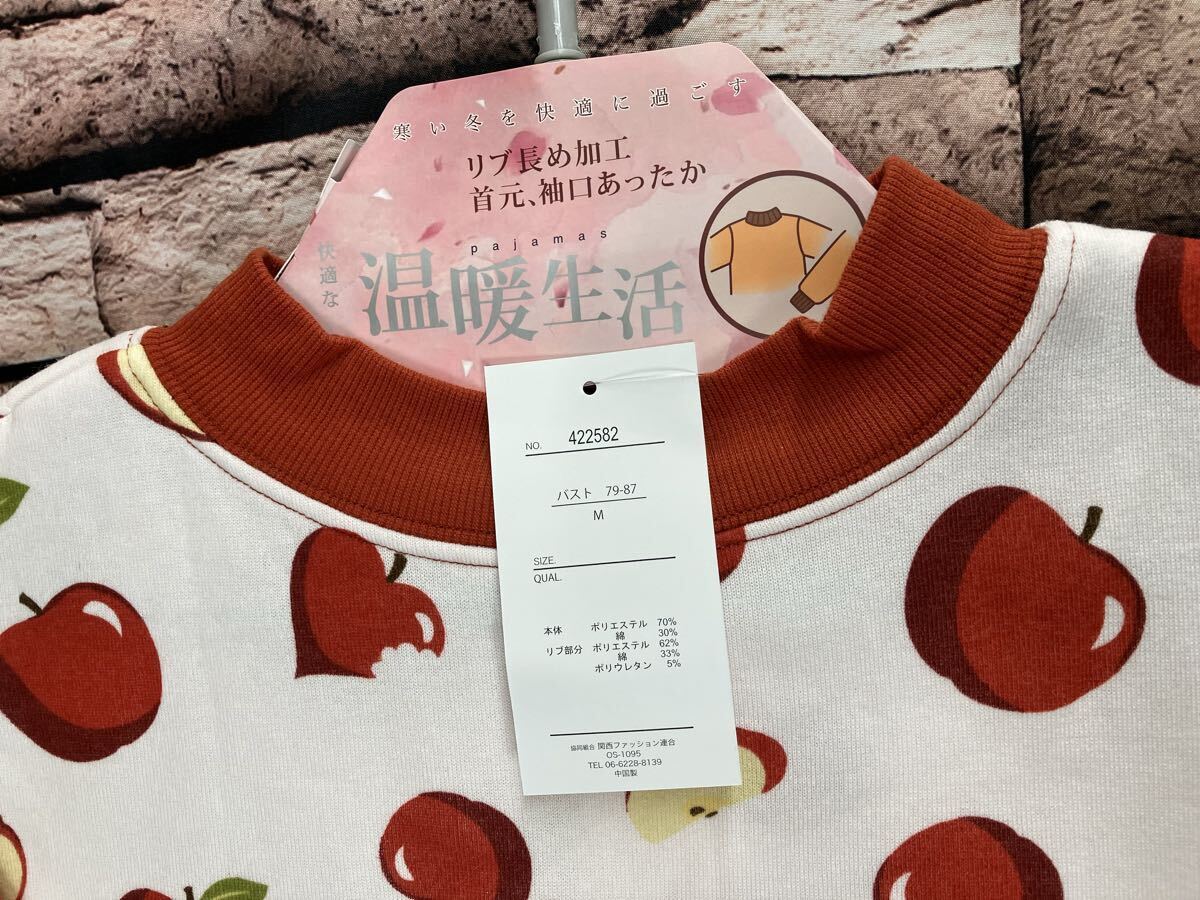 寒い冬を快適に過ごす
リブ長め加工
首元、袖口あったか
pajamas
快適な
温暖生活
NO. 422582
バスト 79-87
M
SIZE.
QUAL.
本体 ポリエステル 70%
綿 30%
リブ部分 ポリエステル 62%
綿 33%
ポリウレタン 5%
協同組合 関西ファッション連合
OS-1095
TEL 06-6228-8139
中国製